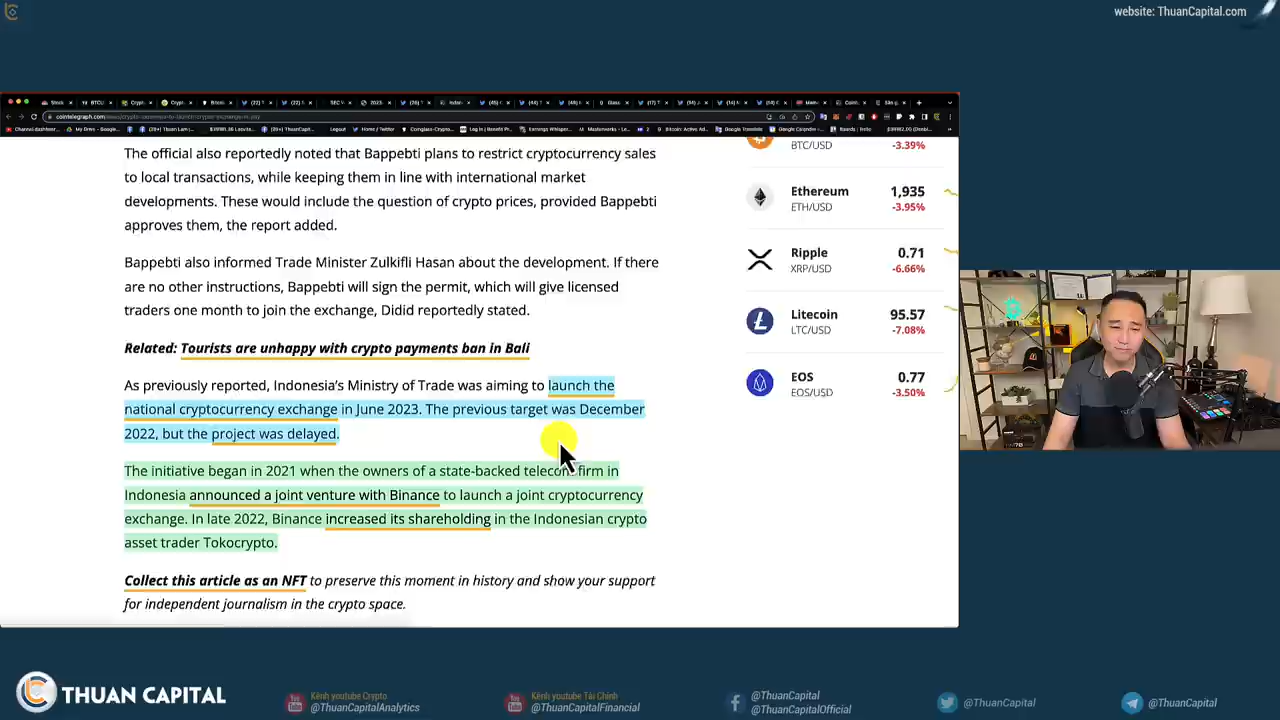 website: ThuanCapital.com
The official also reportedly noted that Bappebti plans to restrict cryptocurrency sales
to local transactions, while keeping them in line with international market
developments. These would include the question of crypto prices, provided Bappebti
approves them, the report added.
Bappebti also informed Trade Minister Zulkifli Hasan about the development. If there
are no other instructions, Bappebti will sign the permit, which will give licensed
traders one month to join the exchange, Didid reportedly stated.
Related: Tourists are unhappy with crypto payments ban in Bali
As previously reported, Indonesia's Ministry of Trade was aiming to launch the
national cryptocurrency exchange in June 2023. The previous target was December
2022, but the project was delayed.
The initiative began in 2021 when the owners of a state-backed telecom firm in
Indonesia announced a joint venture with Binance to launch a joint cryptocurrency
exchange. In late 2022, Binance increased its shareholding in the Indonesian crypto
asset trader Tokocrypto.
Collect this article as an NFT to preserve this moment in history and show your support
for independent journalism in the crypto space.
BTC/USD -3.39%
Ethereum 1,935
ETH/USD -3.95%
Ripple 0.71
XRP/USD -6.66%
Litecoin 95.57
LTC/USD -7.08%
EOS 0.77
EOS/USD -3.50%
THUAN CAPITAL
Kênh youtube Crypto
@ThuanCapitalAnalytics
Kênh youtube Tài Chính
@ThuanCapitalFinancial
@ThuanCapital
@ThuanCapitalOfficial
@ThuanCapital
@ThuanCapital